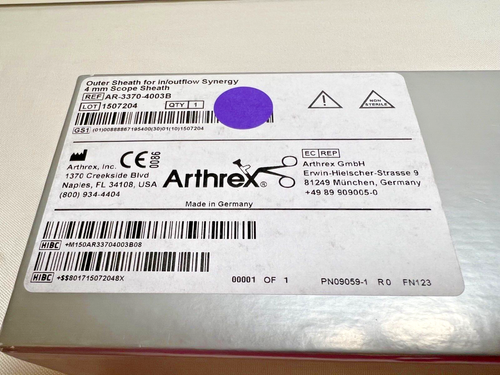 Outer Sheath for in/outflow Synergy
4 mm Scope Sheath
REF AR-3370-4003B
LOT 1507204 QTY 1
GS1 (01)00888867195400(30)01(10)1507204
NON STERILE
Arthrex, Inc.
1370 Creekside Blvd
Naples, FL 34108, USA
(800) 934-4404
CE 0086
Arthrex®
EC REP
Arthrex GmbH
Erwin-Hielscher-Strasse 9
81249 München, Germany
+49 89 909005-0
Made in Germany
HIBC +M150AR33704003B08
HIBC +$$801715072048X
00001 OF 1 PN09059-1 R 0 FN123